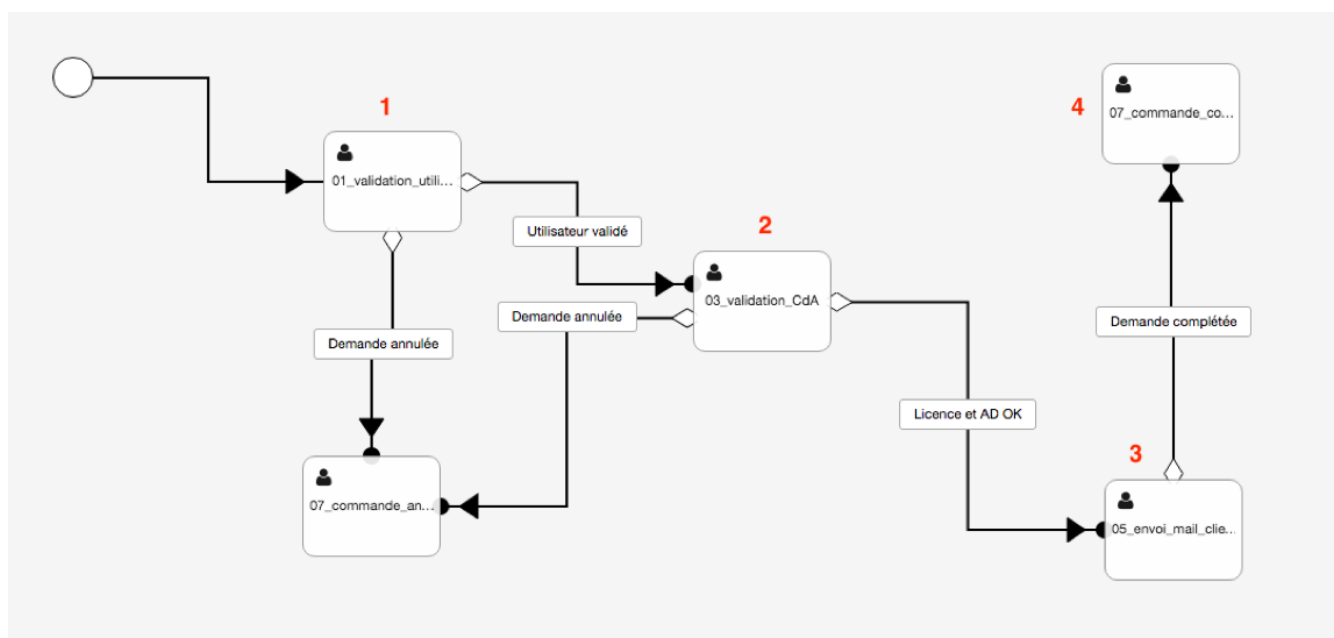 1
01_validation_utili...
Utilisateur validé
2
03_validation_CdA
Demande annulée
Demande annulée
07_commande_an...
Licence et AD OK
3
05_envoi_mail_clie...
Demande complétée
4
07_commande_co...